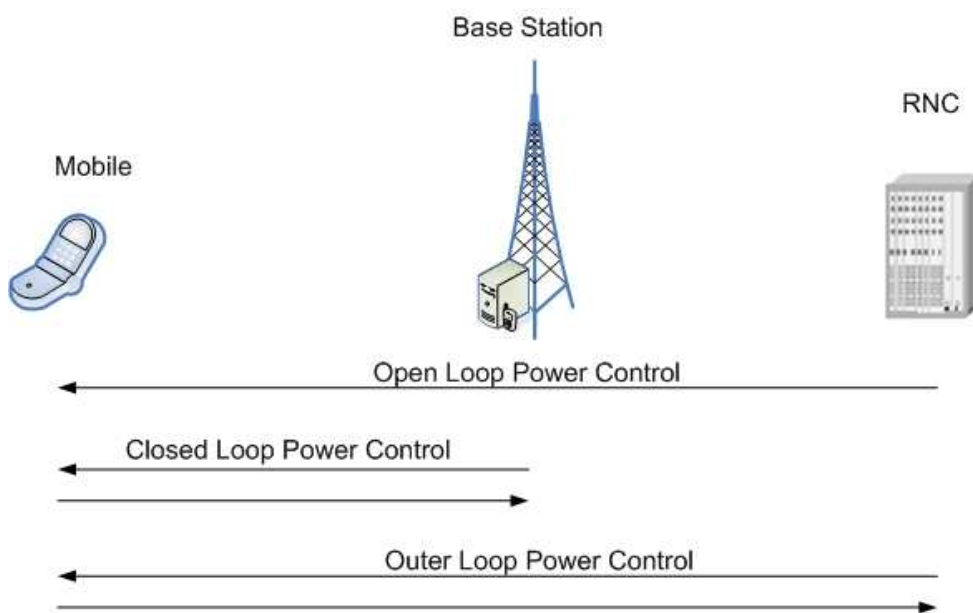 Base Station
RNC
Mobile
Open Loop Power Control
Closed Loop Power Control
Outer Loop Power Control